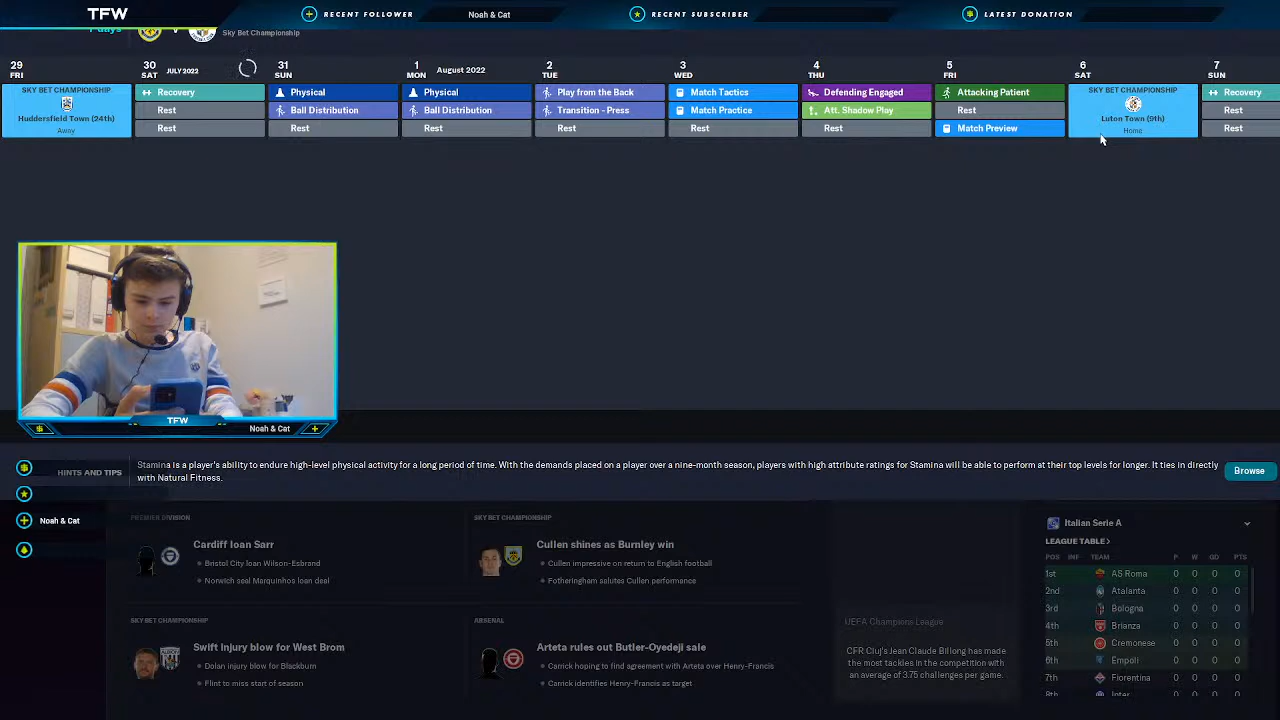 TFW
RECENT FOLLOWER
Noah & Cat
RECENT SUBSCRIBER
LATEST DONATION
Sky Bet Championship
29
FRI
30
SAT
JULY 2022
31
SUN
1
MON
August 2022
2
TUE
3
WED
4
THU
5
FRI
6
SAT
7
SUN
SKY BET CHAMPIONSHIP
Huddersfield Town (24th)
Away
Recovery
Rest
Rest
Physical
Ball Distribution
Rest
Physical
Ball Distribution
Rest
Play from the Back
Transition - Press
Rest
Match Tactics
Match Practice
Rest
Defending Engaged
Att. Shadow Play
Rest
Attacking Patient
Rest
Match Preview
SKY BET CHAMPIONSHIP
Luton Town (9th)
Home
Recovery
Rest
Rest
TFW
Noah & Cat
HINTS AND TIPS
Stamina is a player's ability to endure high-level physical activity for a long period of time. With the demands placed on a player over a nine-month season, players with high attribute ratings for Stamina will be able to perform at their top levels for longer. It ties in directly
with Natural Fitness.
Browse
Noah & Cat
PREMIER DIVISION
Cardiff loan Sarr
Bristol City loan Wilson-Esbrand
Norwich seal Marquinhos loan deal
SKY BET CHAMPIONSHIP
Cullen shines as Burnley win
Cullen impressive on return to English football
Fotheringham salutes Cullen performance
SKY BET CHAMPIONSHIP
Swift injury blow for West Brom
Dolan injury blow for Blackburn
Flint to miss start of season
ARSENAL
Arteta rules out Butler-Oyedeji sale
Carrick hoping to find agreement with Arteta over Henry-Francis
Carrick identifies Henry-Francis as target
UEFA Champions League
CFR Cluj's Jean Claude Billong has
made the most tackles in the competition with
an average of 3.75 challenges per game.
Italian Serie A
LEAGUE TABLE
POS INF TEAM P W GD PTS
1st AS Roma 0 0 0 0
2nd Atalanta 0 0 0 0
3rd Bologna 0 0 0 0
4th Brienza 0 0 0 0
5th Cremonese 0 0 0 0
6th Empoli 0 0 0 0
7th Fiorentina 0 0 0 0
8th Inter 0 0 0 0